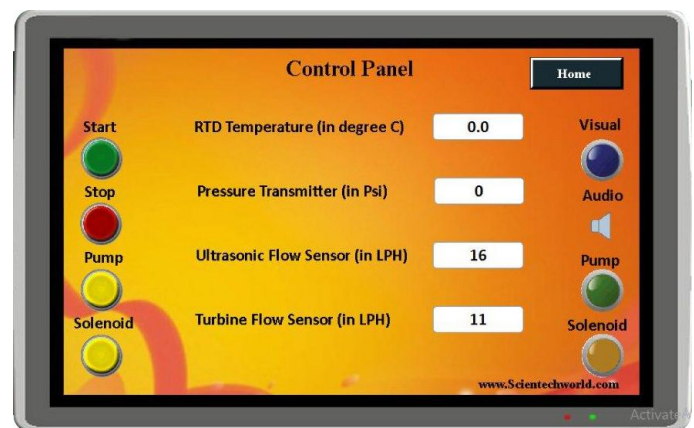 Control Panel
Home
Start
RTD Temperature (in degree C)
0.0
Visual
Stop
Pressure Transmitter (in Psi)
0
Audio
Pump
Ultrasonic Flow Sensor (in LPH)
16
Pump
Solenoid
Turbine Flow Sensor (in LPH)
11
Solenoid
www.Scientechworld.com
Activate